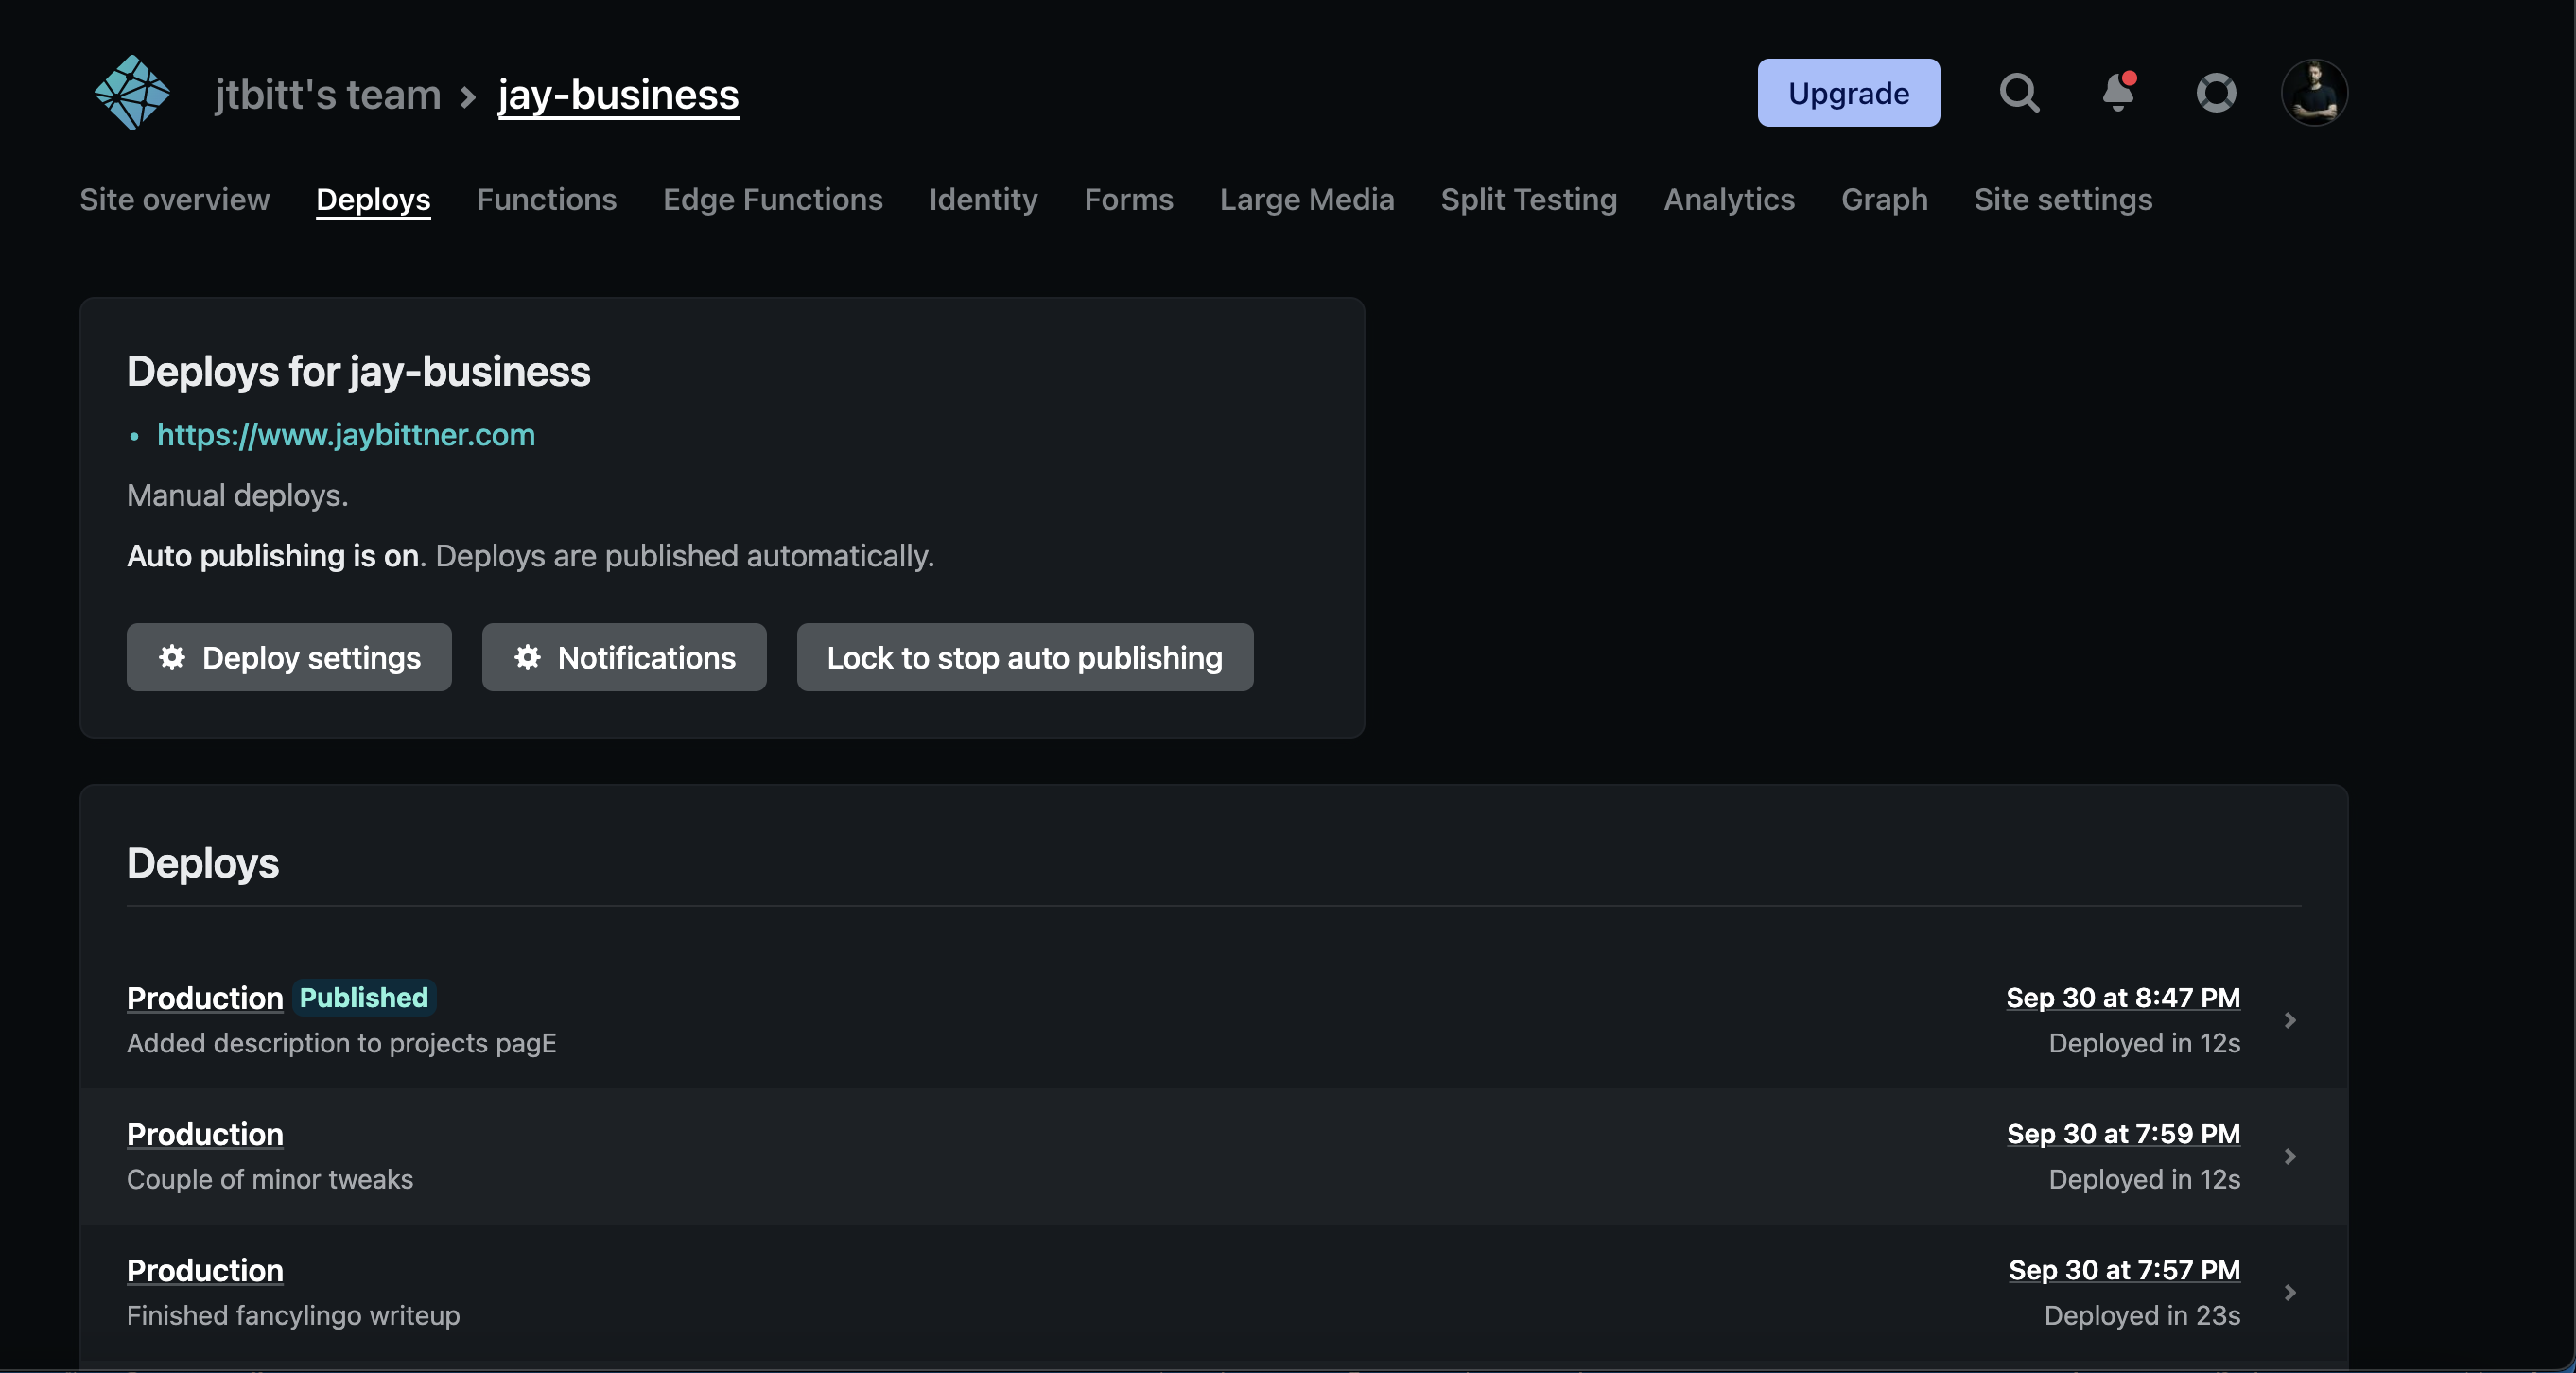 jtbitt's team > jay-business
Upgrade
Site overview Deploys Functions Edge Functions Identity Forms Large Media Split Testing Analytics Graph Site settings
Deploys for jay-business
• https://www.jaybittner.com
Manual deploys.
Auto publishing is on. Deploys are published automatically.
Deploy settings Notifications Lock to stop auto publishing
Deploys
Production Published Sep 30 at 8:47 PM
Added description to projects pagE Deployed in 12s
Production Sep 30 at 7:59 PM
Couple of minor tweaks Deployed in 12s
Production Sep 30 at 7:57 PM
Finished fancylingo writeup Deployed in 23s